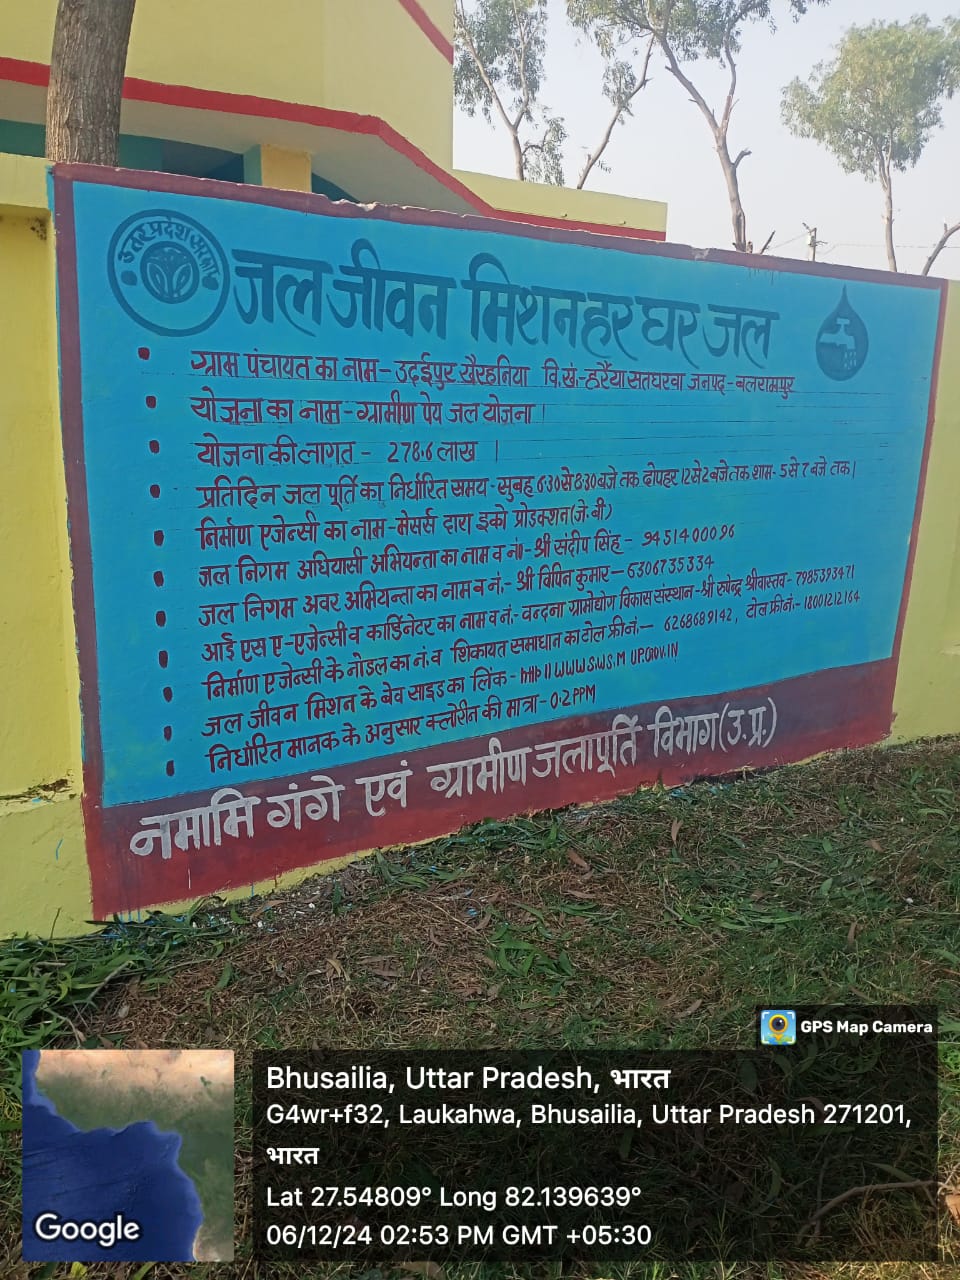 उत्तर प्रदेश सरकार
जल जीवन मिशन हर घर जल
ग्राम पंचायत का नाम - उदईपुर खैरहनिया वि.खं.- हरैया सतघरवा जनपद - बलरामपुर
योजना का नाम - ग्रामीण पेय जल योजना ।
योजना की लागत - 278.6 लाख ।
प्रतिदिन जल पूर्ति का निर्धारित समय - सुबह 6:30 से 8:30 बजे तक दोपहर 12 से 2 बजे तक शाम - 5 से 7 बजे तक।
निर्माण एजेन्सी का नाम - मेसर्स दारा इको प्रोडक्शन (जे.बी)
जल निगम अधियासी अभियन्ता का नाम व नं० - श्री संदीप सिंह - 9451400096
जल निगम अवर अभियन्ता का नाम व नं.- श्री विपिन कुमार - 6306735334
आई एस ए - एजेन्सी व कार्डिनेटर का नाम व नं.- वन्दना ग्रामोद्योग विकास संस्थान - श्री रुपेन्द्र श्रीवास्तव - 7985393471
निर्माण एजेन्सी के नोडल का नं. व शिकायत समाधान का टोल फ्री नं.- 6268689142, टोल फ्री नं.- 18001212164
जल जीवन मिशन के बेव साइड का लिंक - http||WWW.S.W.S.M UP.GOV.IN
निर्धारित मानक के अनुसार क्लोरीन की मात्रा - 0.2 PPM
नमामि गंगे एवं ग्रामीण जलापूर्ति विभाग (उ.प्र.)
GPS Map Camera
Bhusailia, Uttar Pradesh, भारत
G4wr+f32, Laukahwa, Bhusailia, Uttar Pradesh 271201,
भारत
Lat 27.54809° Long 82.139639°
06/12/24 02:53 PM GMT +05:30
Google